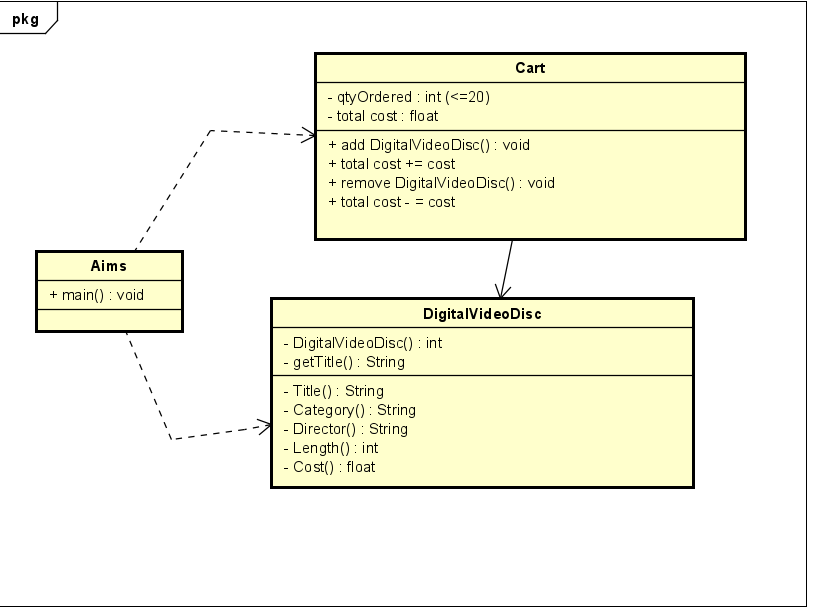 pkg
Cart
- qtyOrdered : int (<=20)
- total cost : float
+ add DigitalVideoDisc() : void
+ total cost += cost
+ remove DigitalVideoDisc() : void
+ total cost - = cost
Aims
+ main() : void
DigitalVideoDisc
- DigitalVideoDisc() : int
- getTitle() : String
- Title() : String
- Category() : String
- Director() : String
- Length() : int
- Cost() : float